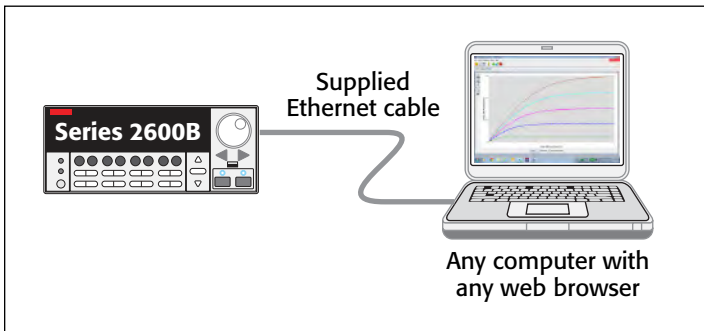 Supplied
Ethernet cable
Series 2600B
Any computer with
any web browser